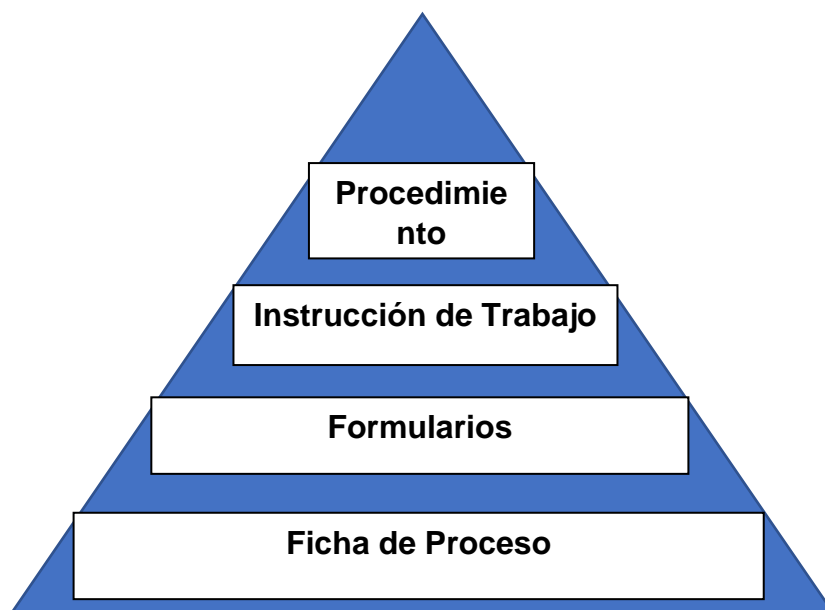 Procedimie
nto
Instrucción de Trabajo
Formularios
Ficha de Proceso